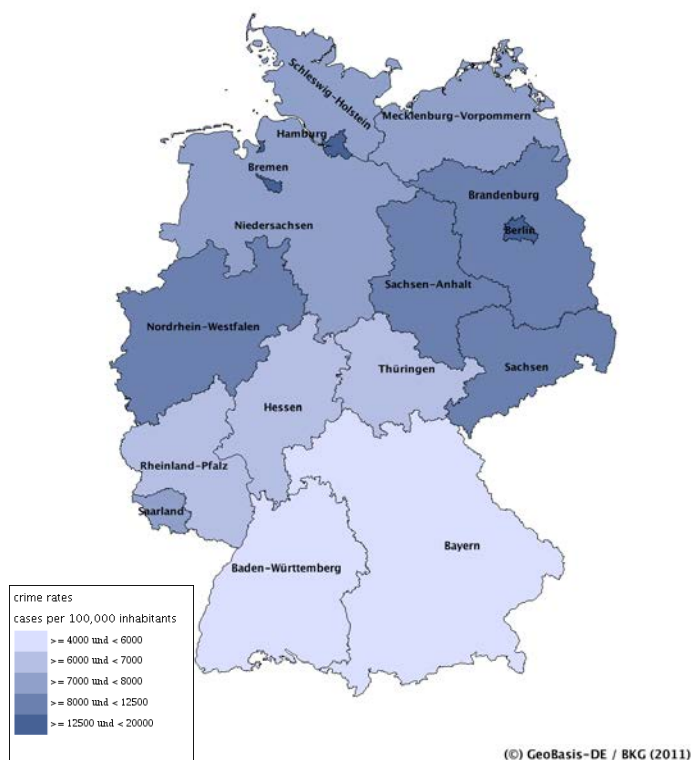 Schleswig-Holstein
Mecklenburg-Vorpommern
Hamburg
Bremen
Brandenburg
Niedersachsen
Berlin
Sachsen-Anhalt
Nordrhein-Westfalen
Thüringen
Sachsen
Hessen
Rheinland-Pfalz
Saarland
Bayern
Baden-Württemberg
crime rates
cases per 100,000 inhabitants
>= 4000 und < 6000
>= 6000 und < 7000
>= 7000 und < 8000
>= 8000 und < 12500
>= 12500 und < 20000
(©) GeoBasis-DE / BKG (2011)